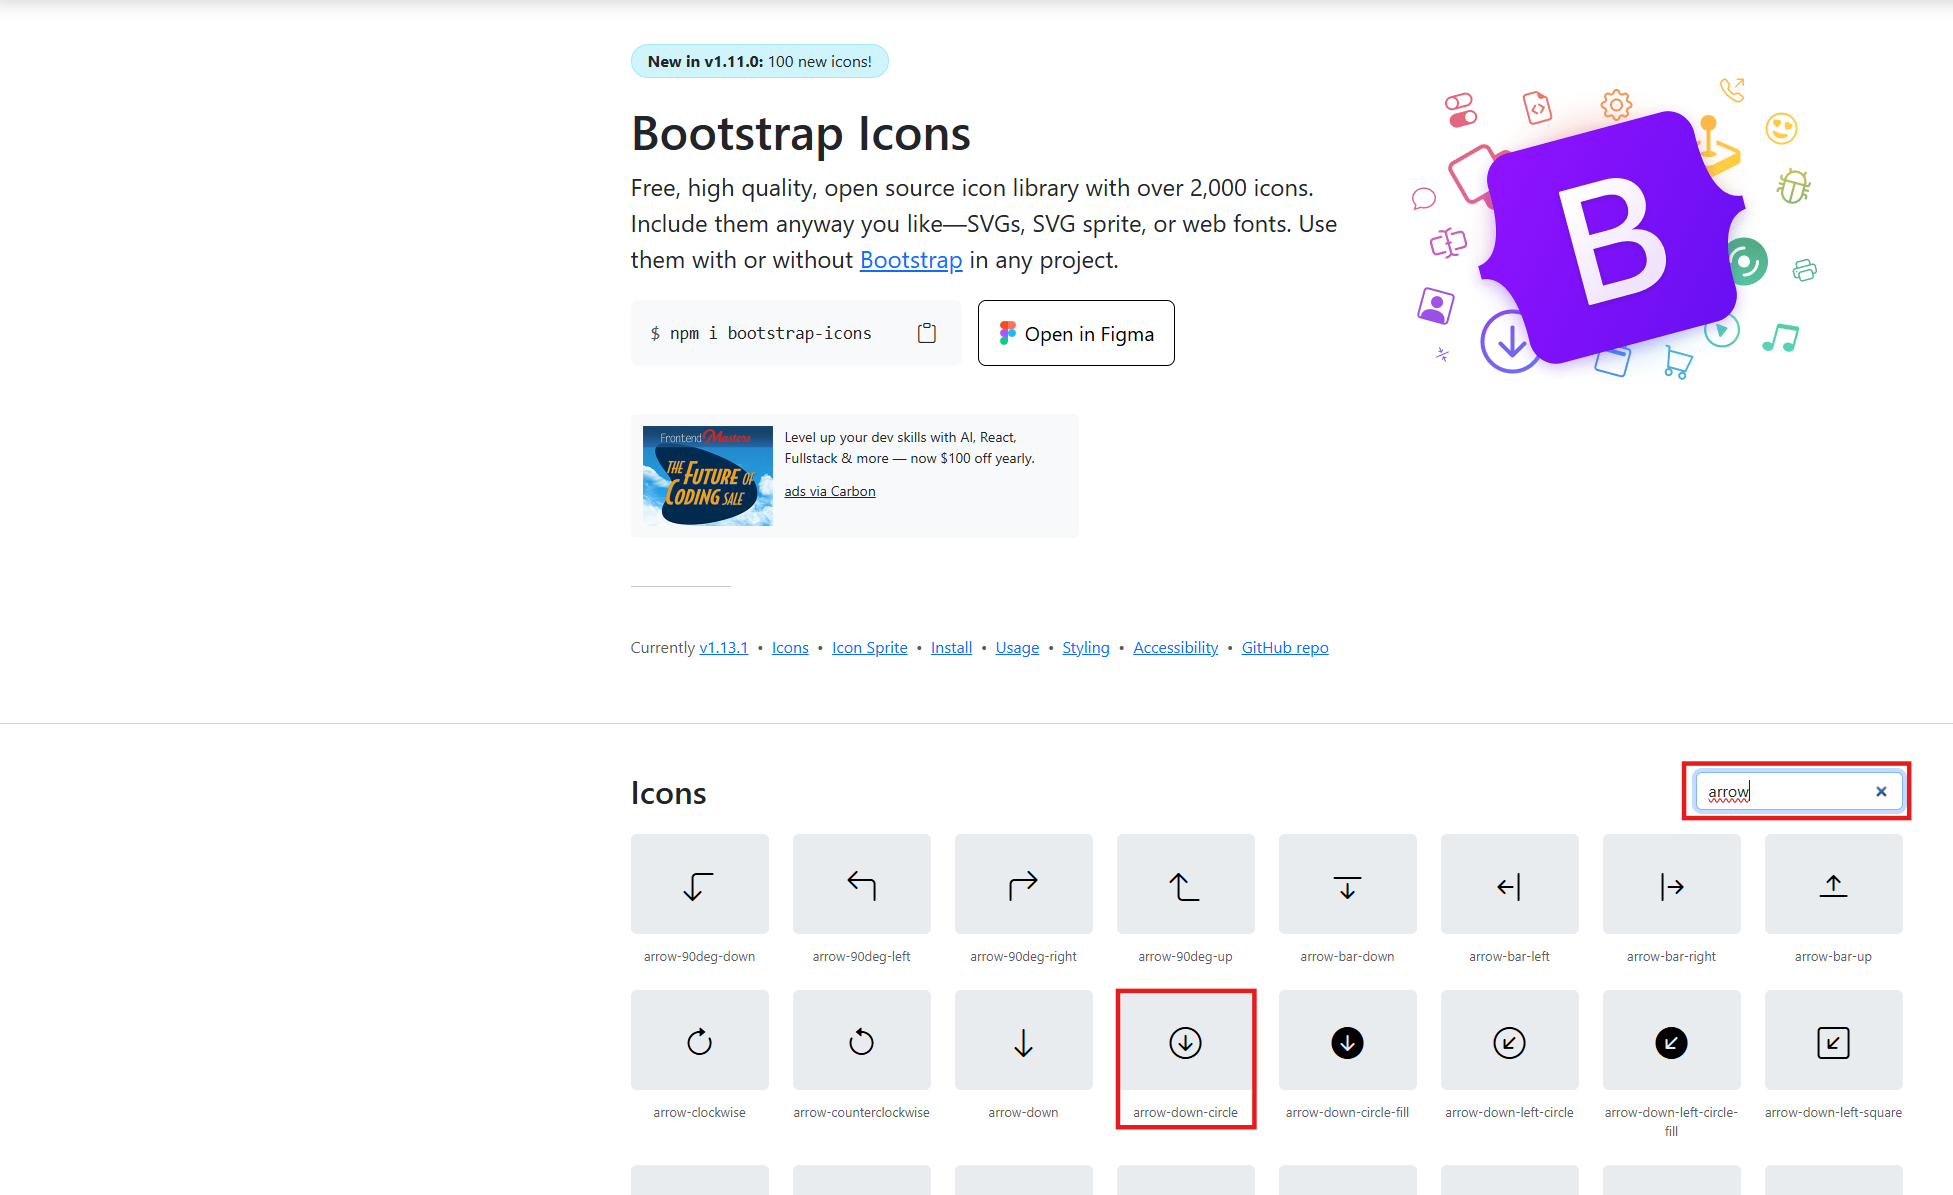 New in v1.11.0: 100 new icons!
Bootstrap Icons
Free, high quality, open source icon library with over 2,000 icons.
Include them anyway you like—SVGs, SVG sprite, or web fonts. Use
them with or without Bootstrap in any project.
$ npm i bootstrap-icons
Open in Figma
B
Frontend Masters
THE FUTURE OF
CODING SALE
Level up your dev skills with AI, React,
Fullstack & more — now $100 off yearly.
ads via Carbon
Currently v1.13.1 • Icons • Icon Sprite • Install • Usage • Styling • Accessibility • GitHub repo
Icons
arrow
arrow-90deg-down
arrow-90deg-left
arrow-90deg-right
arrow-90deg-up
arrow-bar-down
arrow-bar-left
arrow-bar-right
arrow-bar-up
arrow-clockwise
arrow-counterclockwise
arrow-down
arrow-down-circle
arrow-down-circle-fill
arrow-down-left-circle
arrow-down-left-circle-
fill
arrow-down-left-square